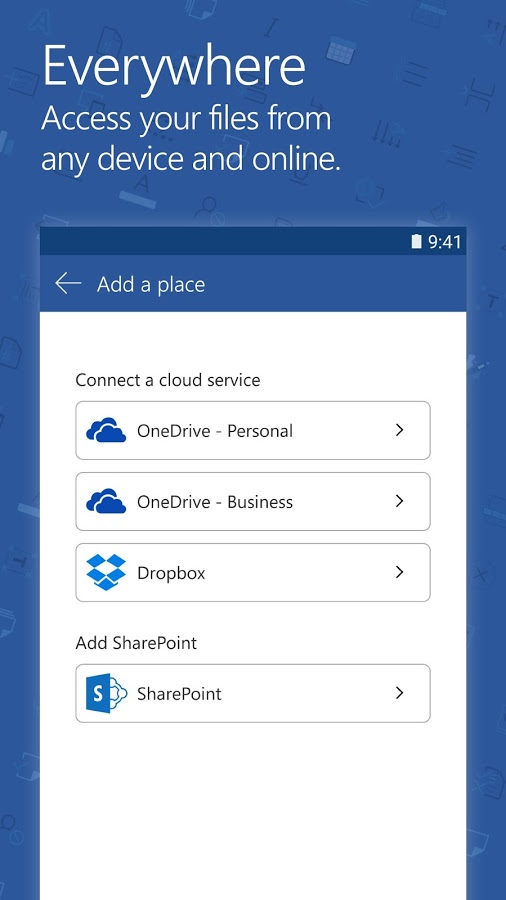 Everywhere
Access your files from
any device and online.
9:41
Add a place
Connect a cloud service
OneDrive - Personal
OneDrive - Business
Dropbox
Add SharePoint
S
SharePoint